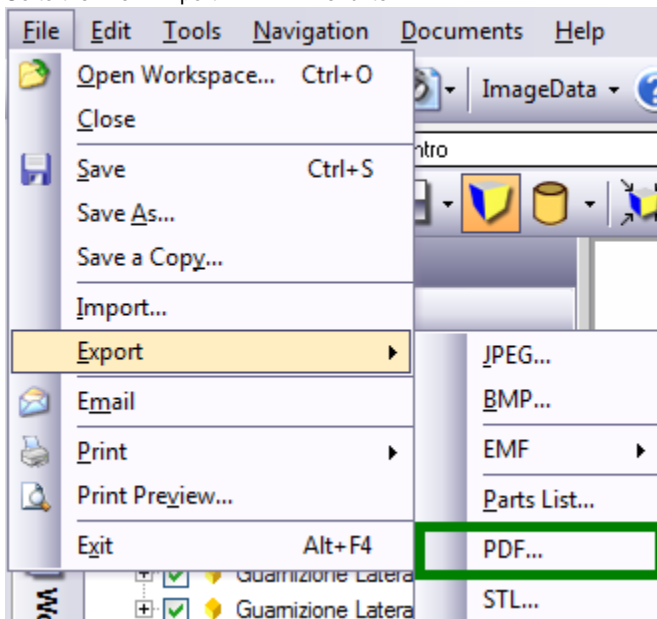 File Edit Tools Navigation Documents Help
Open Workspace... Ctrl+O
ImageData
Close
ntro
Save Ctrl+S
Save As...
Save a Copy...
Import...
Export
JPEG...
Email
BMP...
Print
EMF
Print Preview...
Parts List...
Exit Alt+F4
PDF...
Guarnizione Latera
STL...
Guarnizione Latera